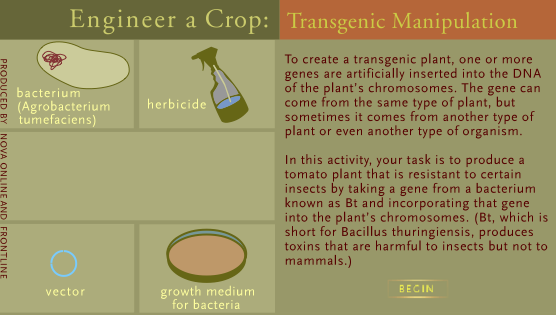 Engineer a Crop:
Transgenic Manipulation
bacterium
(Agrobacterium
tumefaciens)
herbicide
vector
growth medium
for bacteria
PRODUCED BY NOVA ONLINE AND FRONTLINE
To create a transgenic plant, one or more
genes are artificially inserted into the DNA
of the plant's chromosomes. The gene can
come from the same type of plant, but
sometimes it comes from another type of
plant or even another type of organism.
In this activity, your task is to produce a
tomato plant that is resistant to certain
insects by taking a gene from a bacterium
known as Bt and incorporating that gene
into the plant's chromosomes. (Bt, which is
short for Bacillus thuringiensis, produces
toxins that are harmful to insects but not to
mammals.)
BEGIN